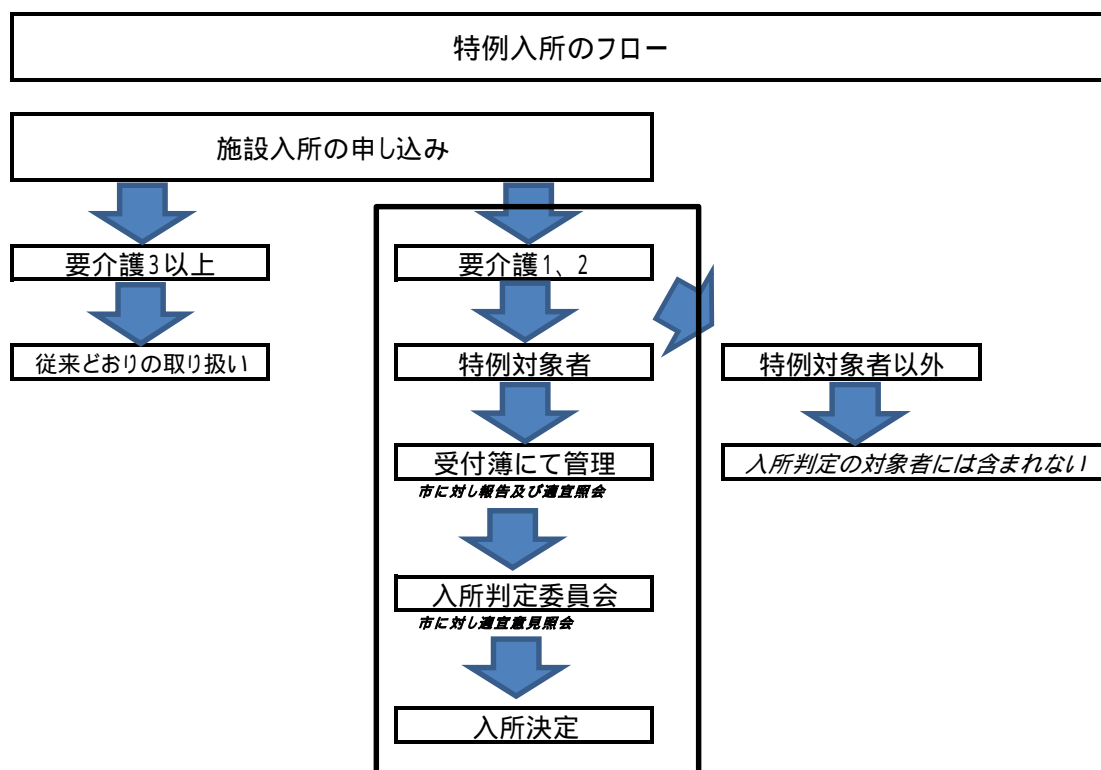 特例入所のフロー
施設入所の申し込み
要介護3以上
要介護1、2
従来どおりの取り扱い
特例対象者
特例対象者以外
受付簿にて管理
入所判定の対象者には含まれない
市に対し報告及び適宜照会
入所判定委員会
市に対し適宜意見照会
入所決定